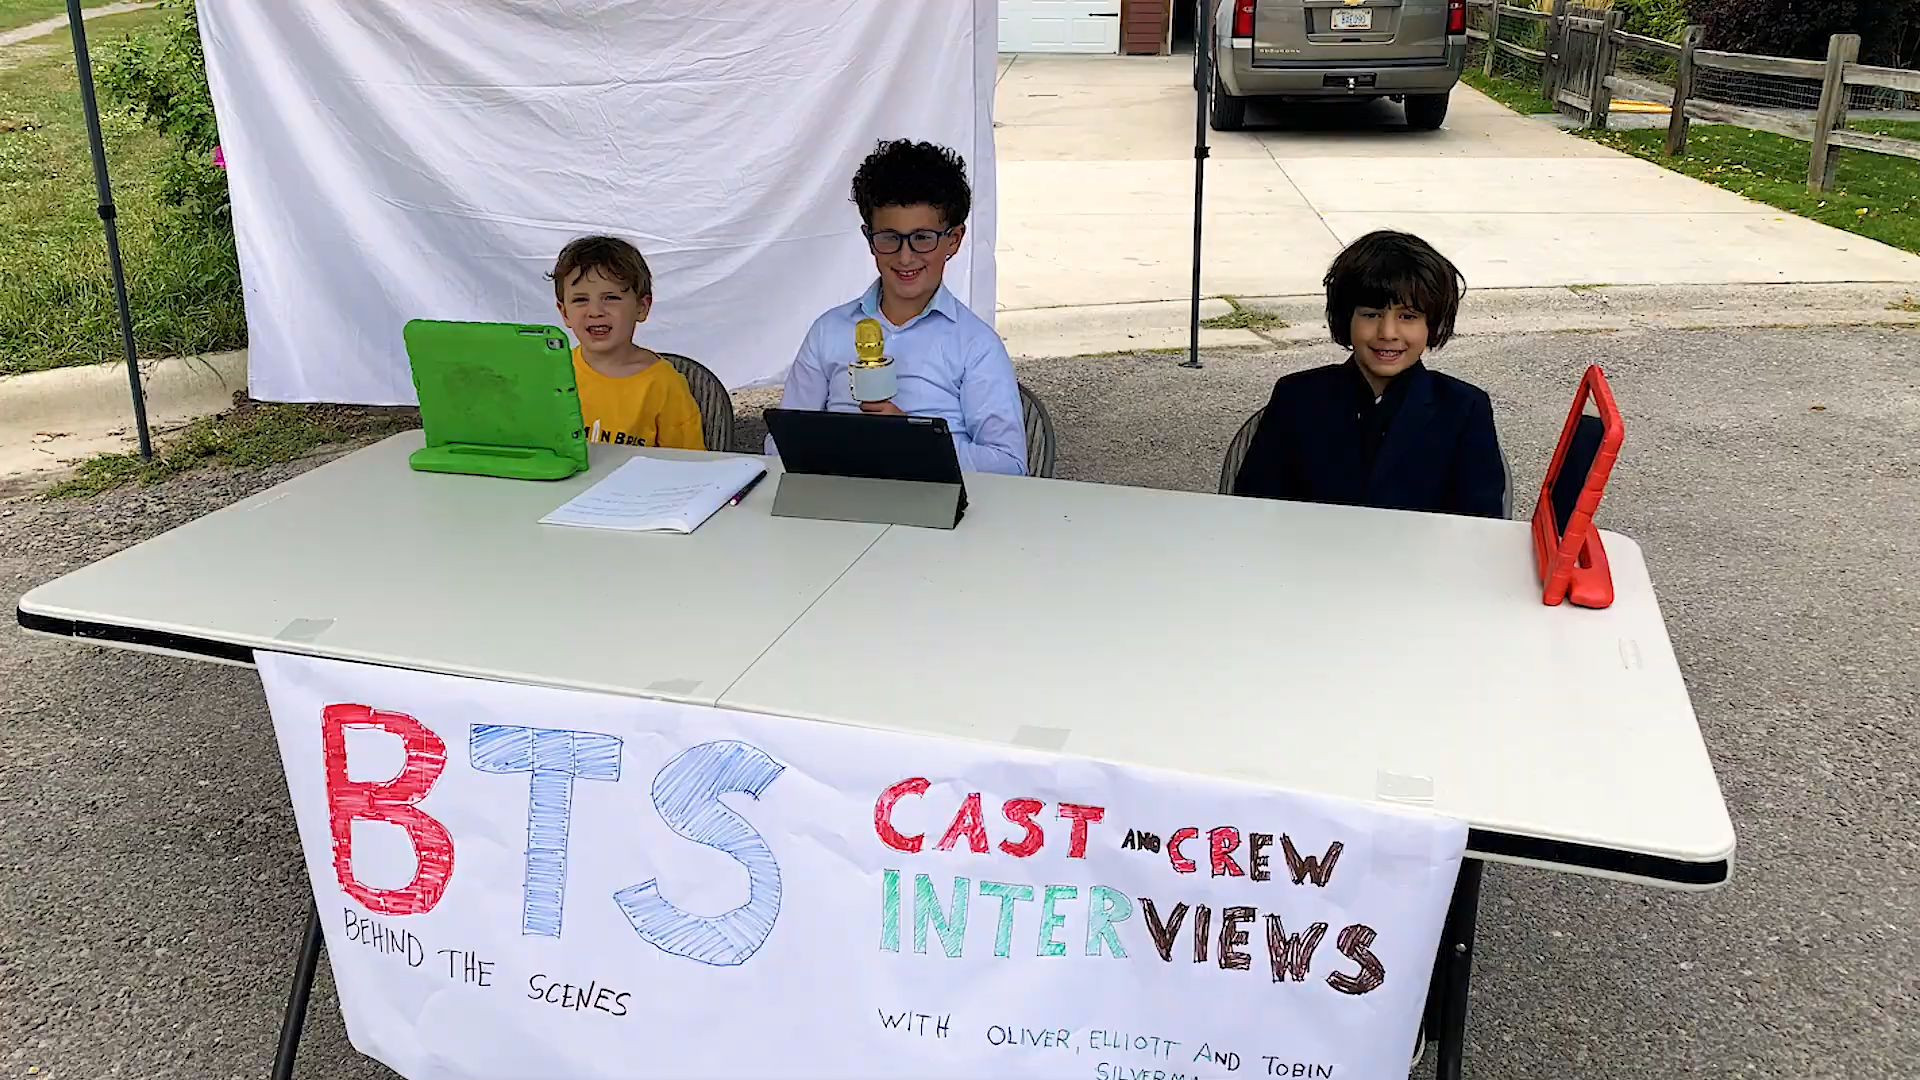 BTS
BEHIND THE SCENES
CAST AND CREW
INTERVIEWS
WITH OLIVER, ELLIOTT AND TOBIN